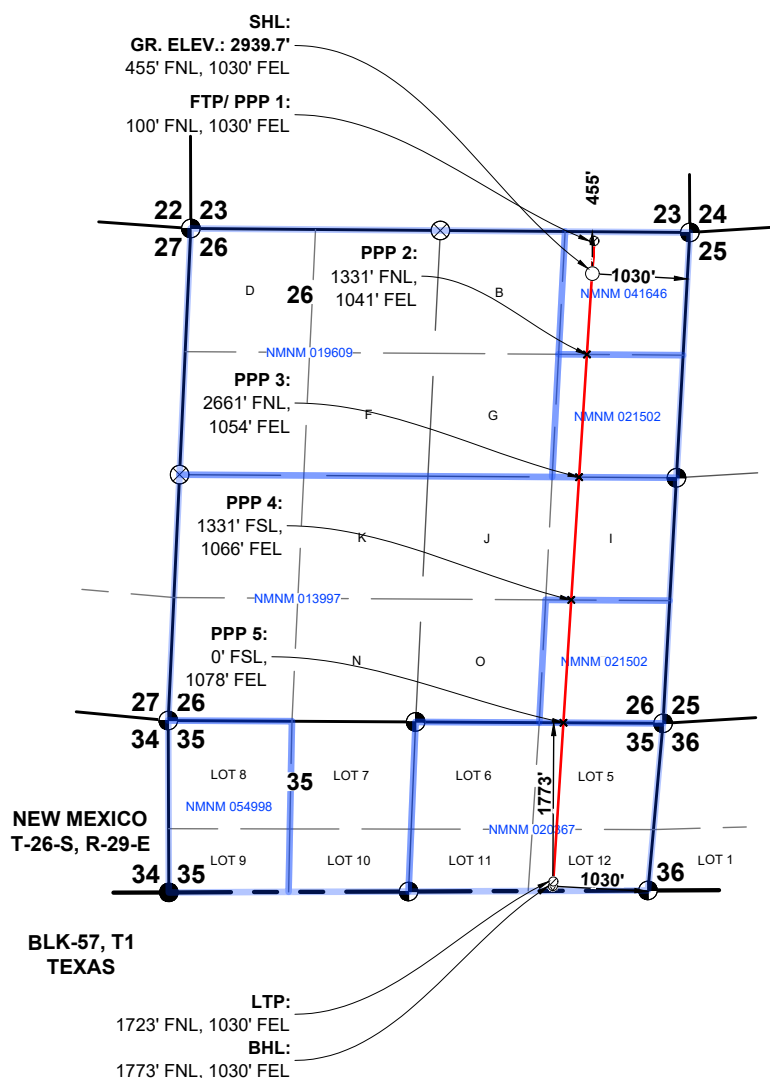 SHL:
GR. ELEV.: 2939.7'
455' FNL, 1030' FEL
FTP/ PPP 1:
100' FNL, 1030' FEL
455'
22 23
27 26
23 24
25
PPP 2:
1331' FNL,
1041' FEL
1030'
D
26
B
NMNM 041646
NMNM 019609
PPP 3:
2661' FNL,
1054' FEL
F
G
NMNM 021502
PPP 4:
1331' FSL,
1066' FEL
K
J
I
NMNM 013997
PPP 5:
0' FSL,
1078' FEL
N
O
NMNM 021502
27 26
34 35
26 25
35 36
LOT 8
35
LOT 7
LOT 6
1773'
LOT 5
NMNM 054998
NEW MEXICO
T-26-S, R-29-E
NMNM 020367
LOT 9
LOT 10
LOT 11
LOT 12
LOT 1
34 35
1030'
36
BLK-57, T1
TEXAS
LTP:
1723' FNL, 1030' FEL
BHL:
1773' FNL, 1030' FEL